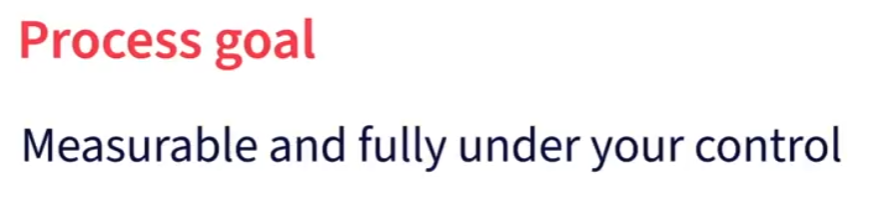 Process goal
Measurable and fully under your control